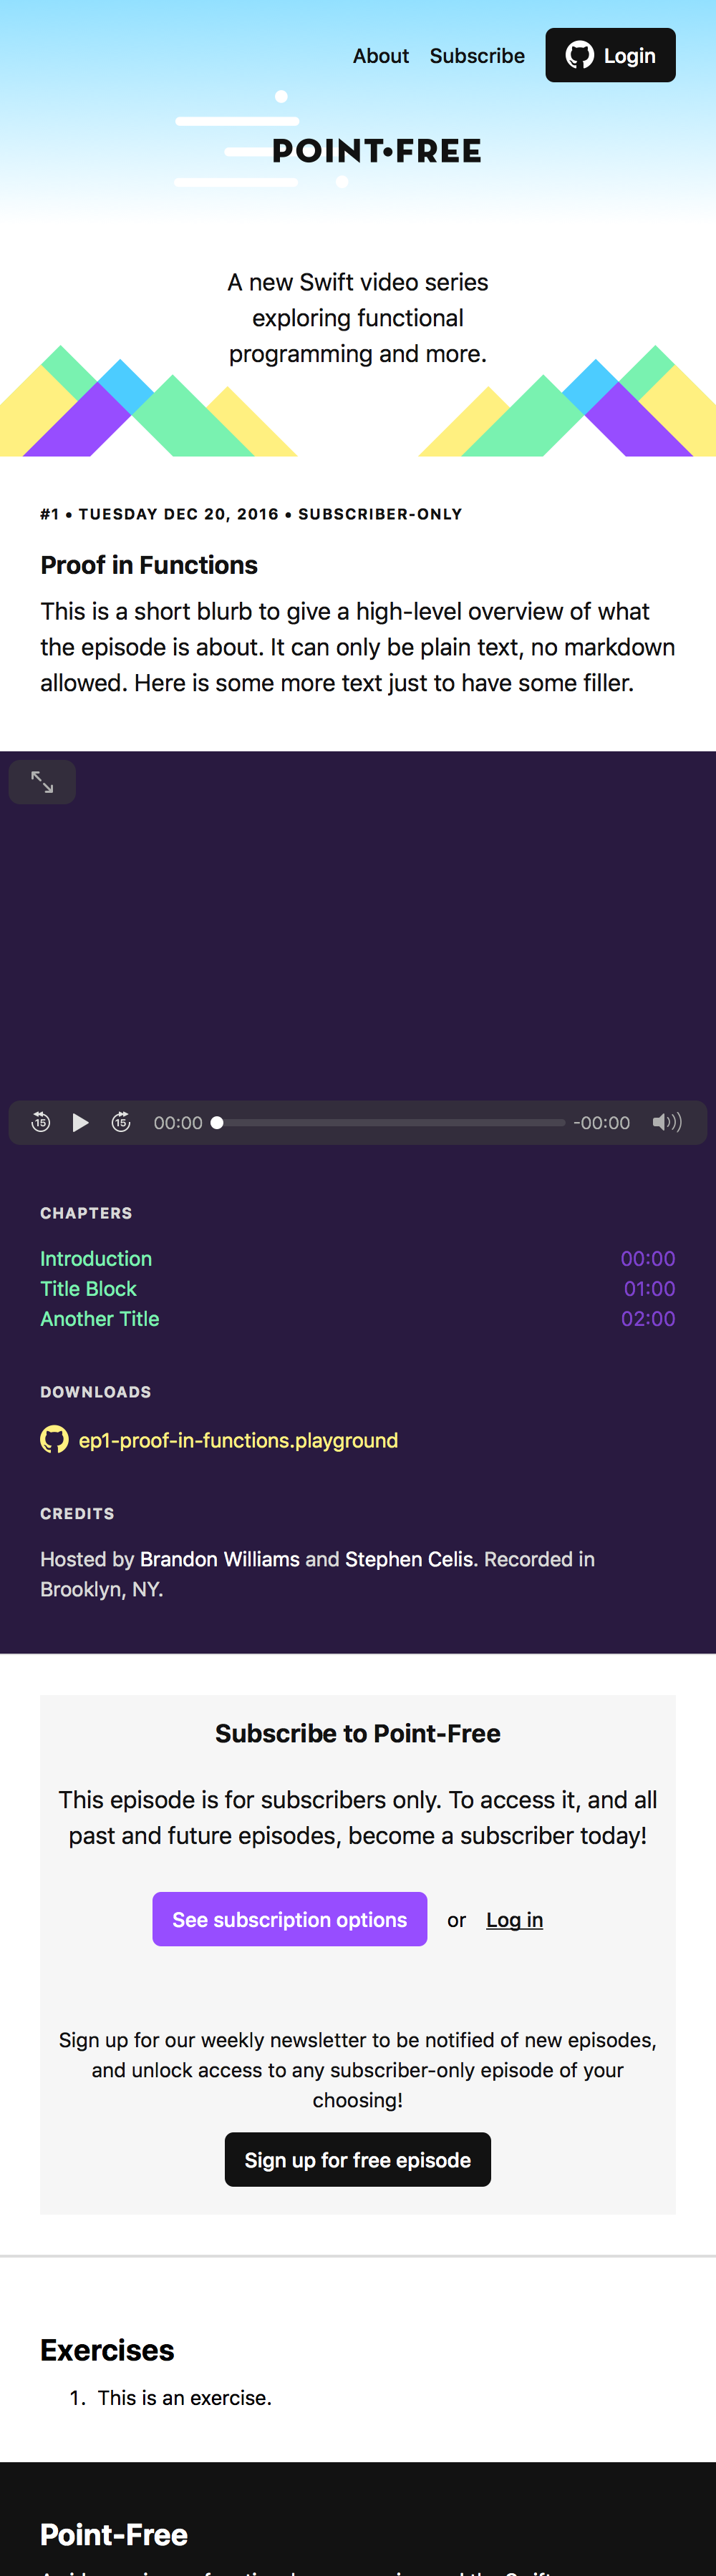 About Subscribe Login
POINT•FREE
A new Swift video series
exploring functional
programming and more.
#1 • TUESDAY DEC 20, 2016 • SUBSCRIBER-ONLY
Proof in Functions
This is a short blurb to give a high-level overview of what
the episode is about. It can only be plain text, no markdown
allowed. Here is some more text just to have some filler.
15 15 00:00 -00:00
CHAPTERS
Introduction 00:00
Title Block 01:00
Another Title 02:00
DOWNLOADS
ep1-proof-in-functions.playground
CREDITS
Hosted by Brandon Williams and Stephen Celis. Recorded in
Brooklyn, NY.
Subscribe to Point-Free
This episode is for subscribers only. To access it, and all
past and future episodes, become a subscriber today!
See subscription options or Log in
Sign up for our weekly newsletter to be notified of new episodes,
and unlock access to any subscriber-only episode of your
choosing!
Sign up for free episode
Exercises
1. This is an exercise.
Point-Free